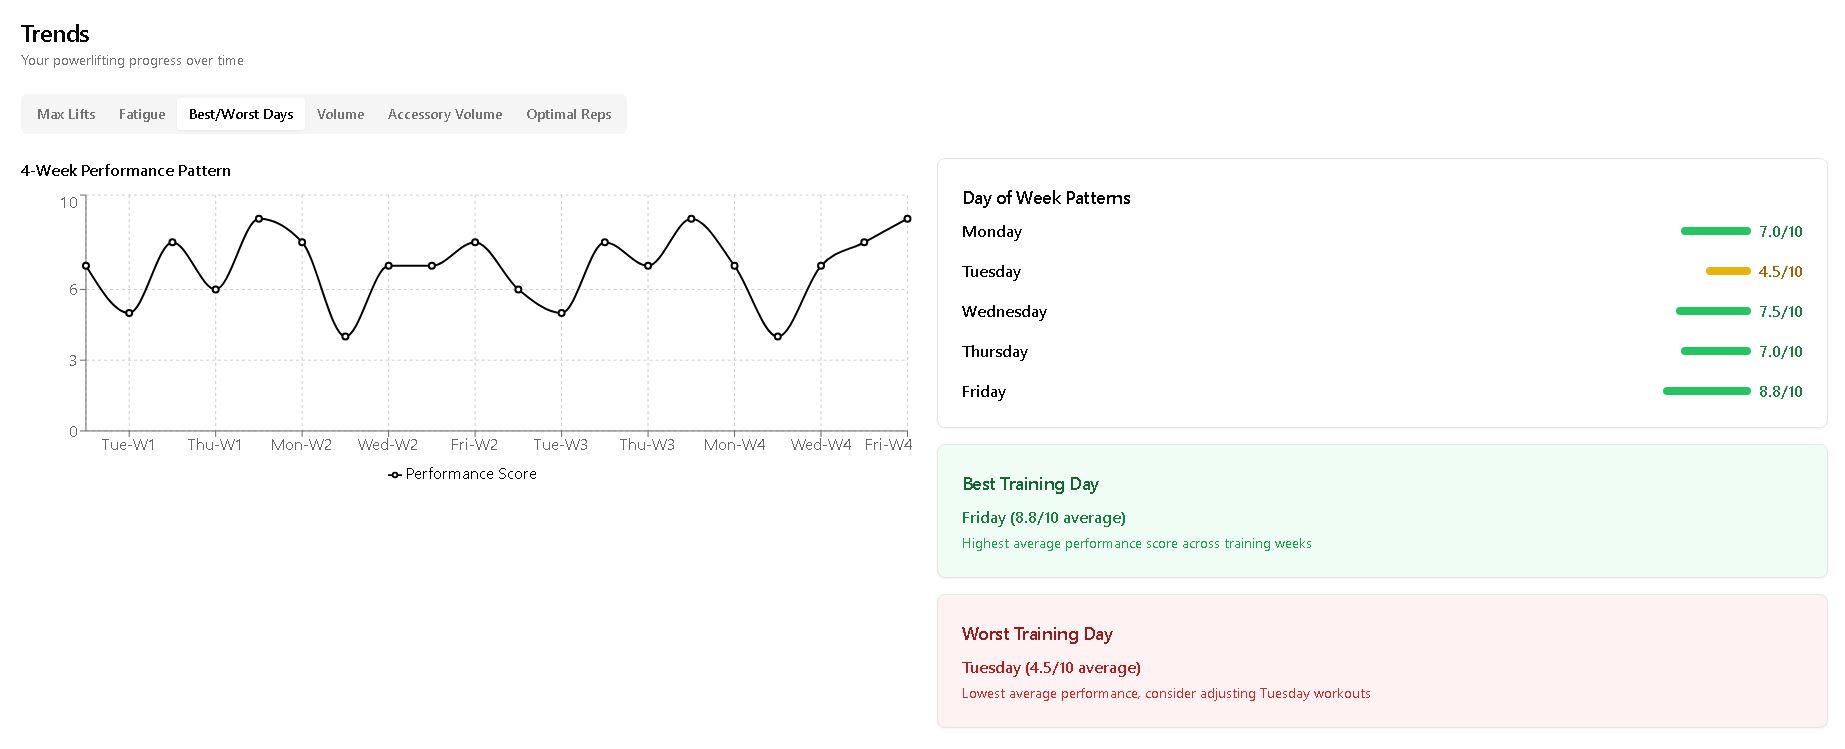 Trends
Your powerlifting progress over time
Max Lifts Fatigue Best/Worst Days Volume Accessory Volume Optimal Reps
4-Week Performance Pattern
10
6
3
0
Tue-W1 Thu-W1 Mon-W2 Wed-W2 Fri-W2 Tue-W3 Thu-W3 Mon-W4 Wed-W4 Fri-W4
Performance Score
Day of Week Patterns
Monday 7.0/10
Tuesday 4.5/10
Wednesday 7.5/10
Thursday 7.0/10
Friday 8.8/10
Best Training Day
Friday (8.8/10 average)
Highest average performance score across training weeks
Worst Training Day
Tuesday (4.5/10 average)
Lowest average performance, consider adjusting Tuesday workouts